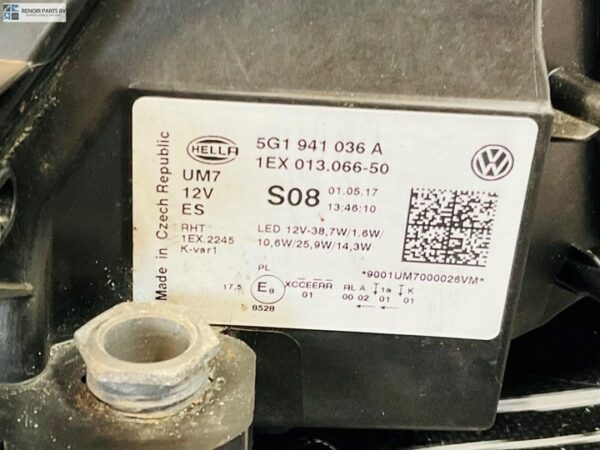 RENOIR PARTS BV
Made in Czech Republic
HELLA
5G1 941 036 A
1EX 013.066-50
UM7
12V
ES
S08
01.05.17
13:46:10
RHT
1EX.2245
K-var1
LED 12V-38,7W/1,6W/
10,6W/25,9W/14,3W
*9001UM7000026VM*
PL
17,5
E8
XCCEERR
01
8528
RL A 1a K
00 02 01 01